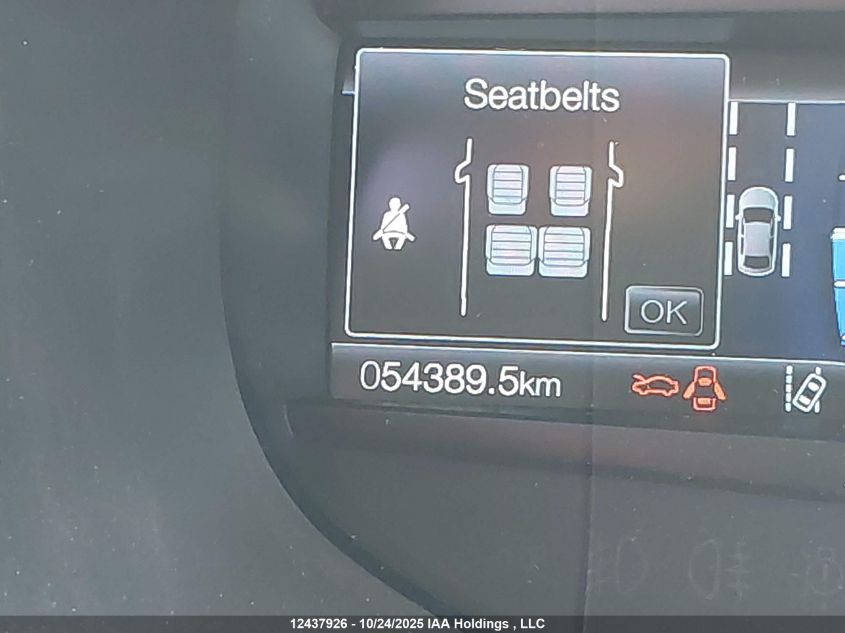 Seatbelts
OK
054389.5km
12437926 - 10/24/2025 IAA Holdings , LLC